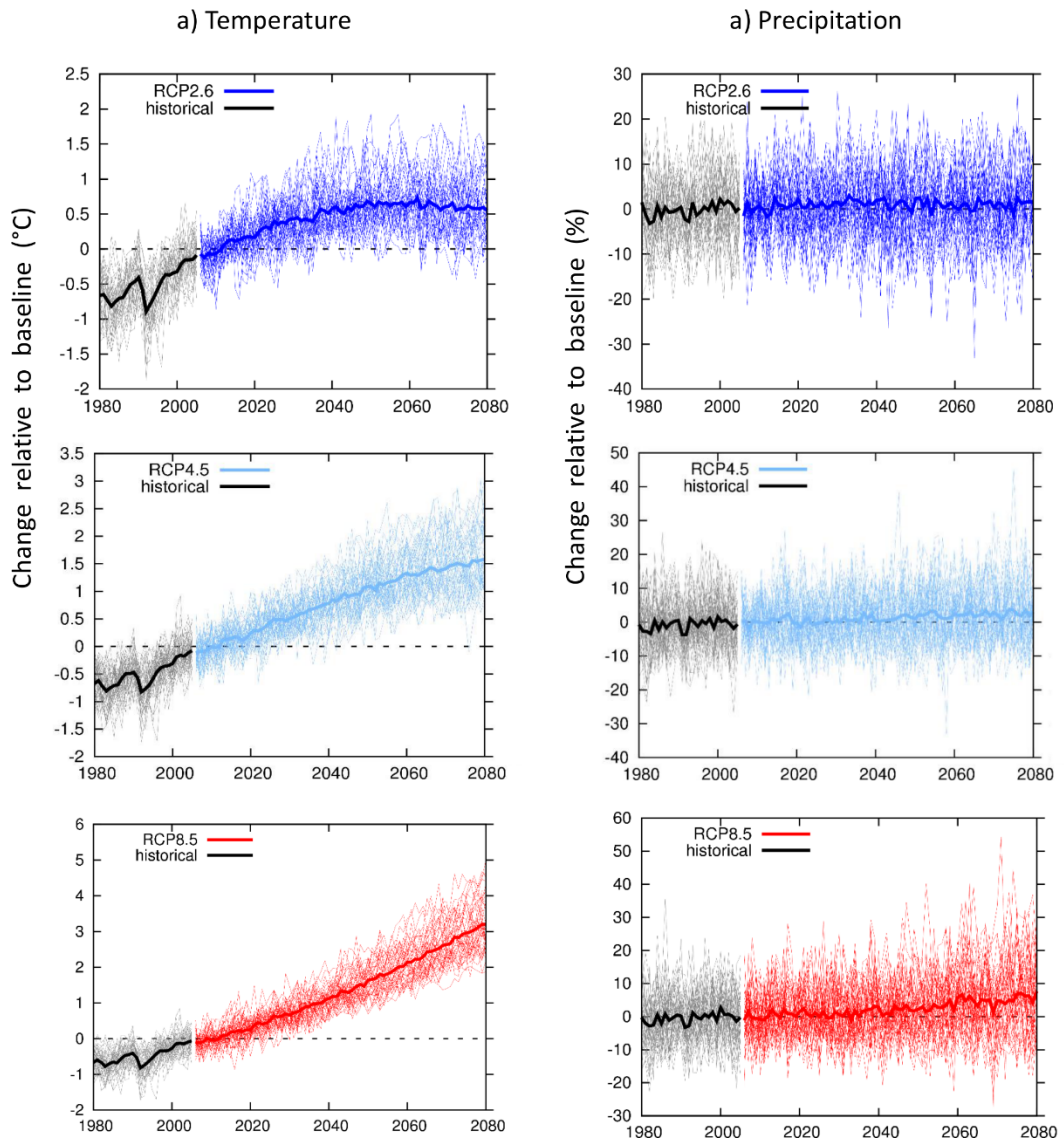 a) Temperature
a) Precipitation
Change relative to baseline (°C)
2.5
2
1.5
1
0.5
0
-0.5
-1
-1.5
-2
RCP2.6
historical
1980 2000 2020 2040 2060 2080
Change relative to baseline (%)
30
20
10
0
-10
-20
-30
-40
RCP2.6
historical
1980 2000 2020 2040 2060 2080
3.5
3
2.5
2
1.5
1
0.5
0
-0.5
-1
-1.5
-2
RCP4.5
historical
1980 2000 2020 2040 2060 2080
50
40
30
20
10
0
-10
-20
-30
-40
RCP4.5
historical
1980 2000 2020 2040 2060 2080
6
5
4
3
2
1
0
-1
-2
RCP8.5
historical
1980 2000 2020 2040 2060 2080
60
50
40
30
20
10
0
-10
-20
-30
RCP8.5
historical
1980 2000 2020 2040 2060 2080